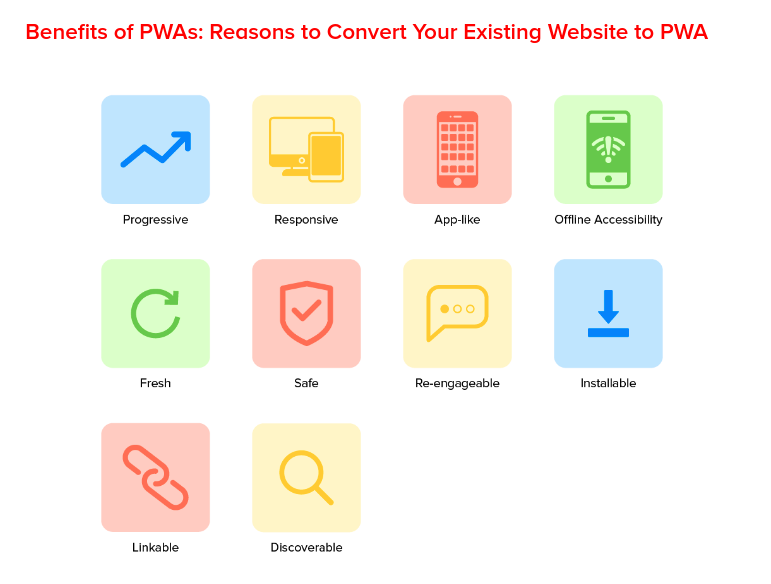 Benefits of PWAs: Reasons to Convert Your Existing Website to PWA
Progressive
Responsive
App-like
Offline Accessibility
Fresh
Safe
Re-engageable
Installable
Linkable
Discoverable